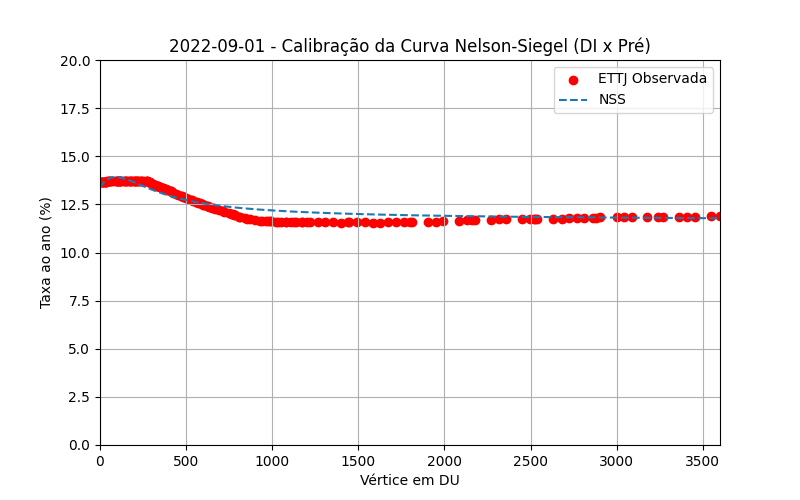 2022-09-01 - Calibração da Curva Nelson-Siegel (DI x Pré)
ETTJ Observada
NSS
20.0
17.5
15.0
12.5
10.0
7.5
5.0
2.5
0.0
Taxa ao ano (%)
0 500 1000 1500 2000 2500 3000 3500
Vértice em DU